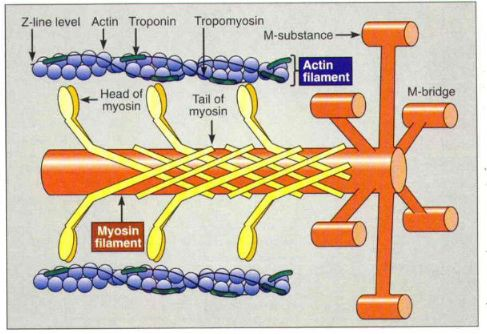 Z-line level Actin Troponin Tropomyosin
M-substance
Actin
filament
Head of
myosin
Tail of
myosin
M-bridge
Myosin
filament